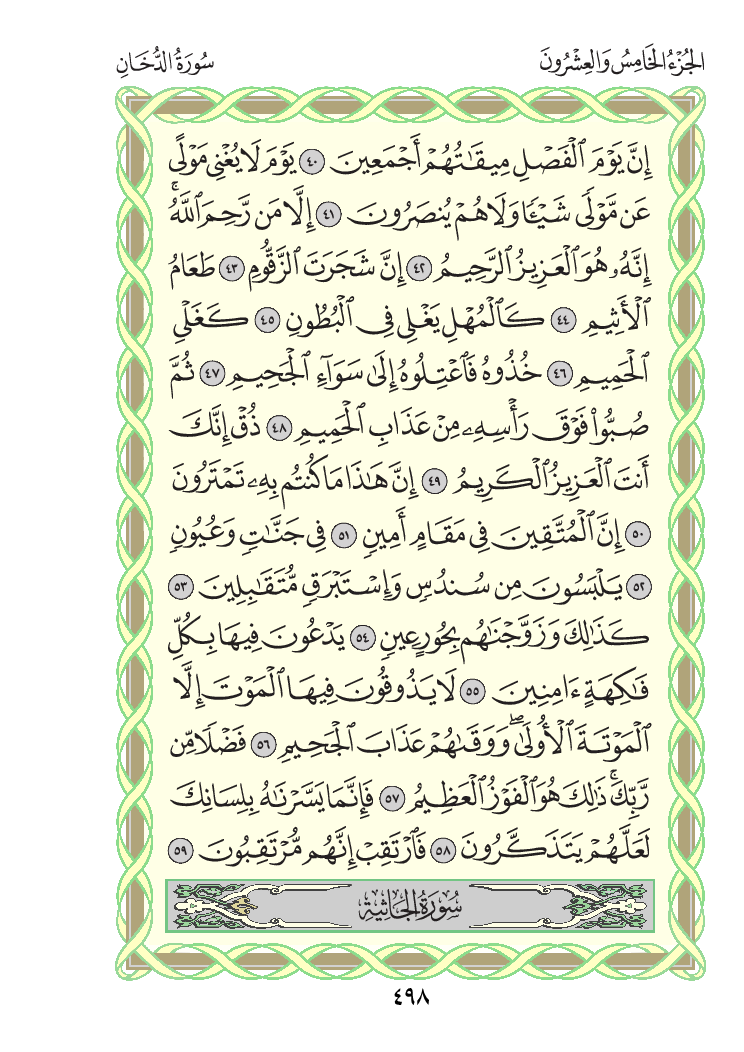 الجُزْءُ الخَامِسُ وَالعِشْرُونَ
سُورَةُ الدُّخَانِ
إِنَّ يَوْمَ ٱلْفَصْلِ مِيقَٰتُهُمْ أَجْمَعِينَ ٤٠ يَوْمَ لَا يُغْنِي مَوْلًى
عَن مَّوْلًى شَيْـًٔا وَلَا هُمْ يُنصَرُونَ ٤١ إِلَّا مَن رَّحِمَ ٱللَّهُۚ
إِنَّهُۥ هُوَ ٱلْعَزِيزُ ٱلرَّحِيمُ ٤٢ إِنَّ شَجَرَتَ ٱلزَّقُّومِ ٤٣ طَعَامُ
ٱلْأَثِيمِ ٤٤ كَٱلْمُهْلِ يَغْلِي فِي ٱلْبُطُونِ ٤٥ كَغَلْيِ
ٱلْحَمِيمِ ٤٦ خُذُوهُ فَٱعْتِلُوهُ إِلَىٰ سَوَآءِ ٱلْجَحِيمِ ٤٧ ثُمَّ
صُبُّوا۟ فَوْقَ رَأْسِهِۦ مِنْ عَذَابِ ٱلْحَمِيمِ ٤٨ ذُقْ إِنَّكَ
أَنتَ ٱلْعَزِيزُ ٱلْكَرِيمُ ٤٩ إِنَّ هَٰذَا مَا كُنتُم بِهِۦ تَمْتَرُونَ
٥٠ إِنَّ ٱلْمُتَّقِينَ فِي مَقَامٍ أَمِينٍ ٥١ فِي جَنَّٰتٍ وَعُيُونٍ
٥٢ يَلْبَسُونَ مِن سُندُسٍ وَإِسْتَبْرَقٍ مُّتَقَٰبِلِينَ ٥٣
كَذَٰلِكَ وَزَوَّجْنَٰهُم بِحُورٍ عِينٍ ٥٤ يَدْعُونَ فِيهَا بِكُلِّ
فَٰكِهَةٍ ءَامِنِينَ ٥٥ لَا يَذُوقُونَ فِيهَا ٱلْمَوْتَ إِلَّا
ٱلْمَوْتَةَ ٱلْأُولَىٰۖ وَوَقَىٰهُمْ عَذَابَ ٱلْجَحِيمِ ٥٦ فَضْلًا مِّن
رَّبِّكَۚ ذَٰلِكَ هُوَ ٱلْفَوْزُ ٱلْعَظِيمُ ٥٧ فَإِنَّمَا يَسَّرْنَٰهُ بِلِسَانِكَ
لَعَلَّهُمْ يَتَذَكَّرُونَ ٥٨ فَٱرْتَقِبْ إِنَّهُم مُّرْتَقِبُونَ ٥٩
سُورَةُ الجَاثِيَةِ
٤٩٨